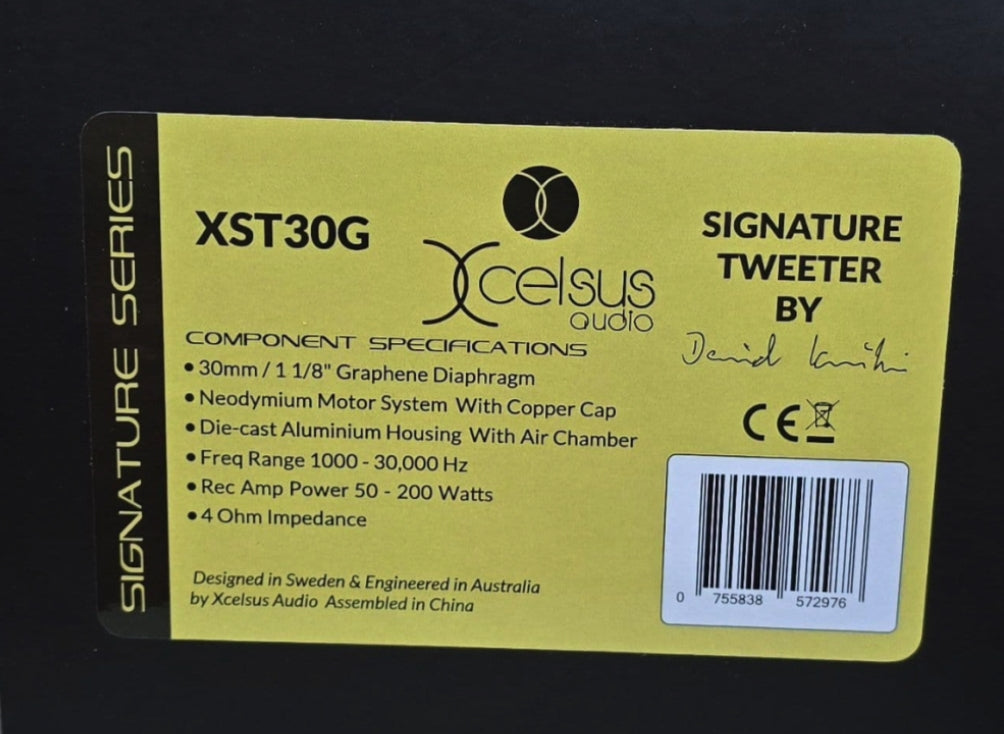 SIGNATURE SERIES
XST30G
Xcelsus
audio
SIGNATURE
TWEETER
BY
COMPONENT SPECIFICATIONS
• 30mm / 1 1/8" Graphene Diaphragm
• Neodymium Motor System With Copper Cap
• Die-cast Aluminium Housing With Air Chamber
• Freq Range 1000 - 30,000 Hz
• Rec Amp Power 50 - 200 Watts
• 4 Ohm Impedance
CE
0 755838 572976
Designed in Sweden & Engineered in Australia
by Xcelsus Audio Assembled in China